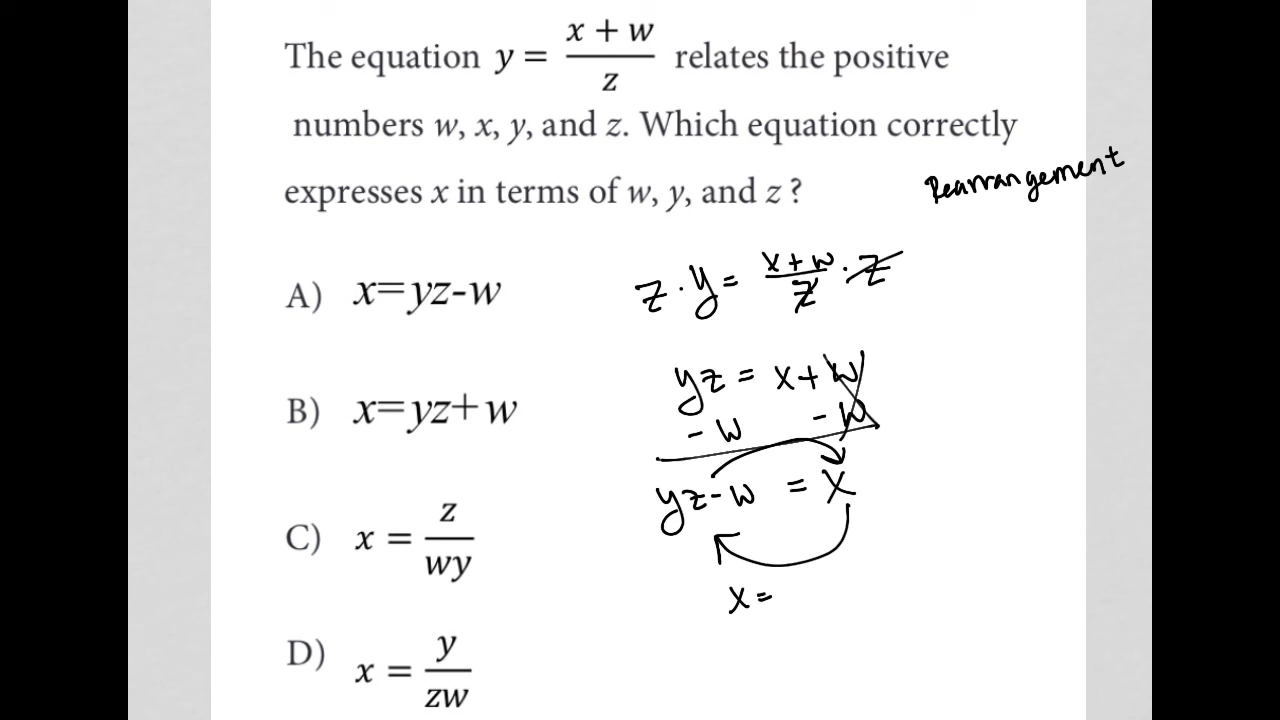 The equation y = x + w / z relates the positive
numbers w, x, y, and z. Which equation correctly
expresses x in terms of w, y, and z ?
Rearrangement
A) x=yz-w
B) x=yz+w
C) x = z / wy
D) x = y / zw
z · y = x + w / z · z
yz = x + w
- w - w
yz - w = x
x =